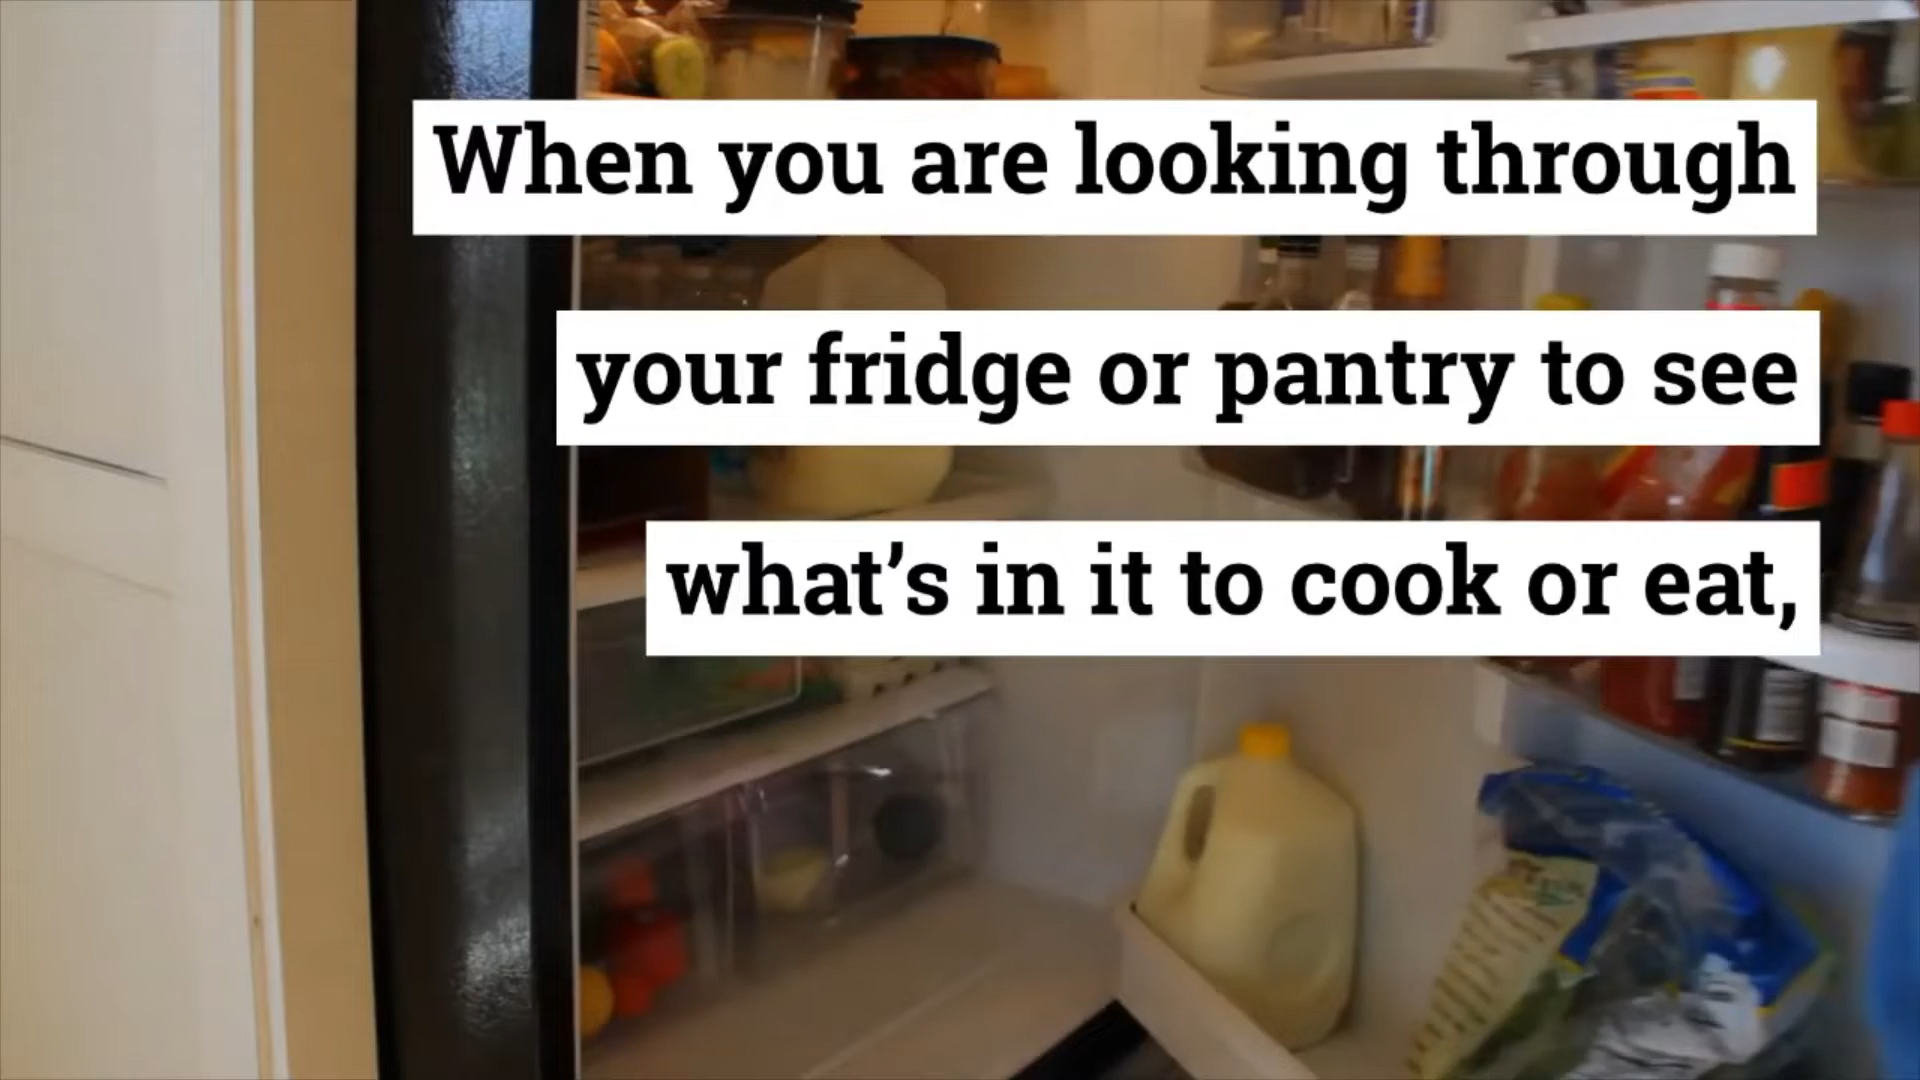 When you are looking through
your fridge or pantry to see
what’s in it to cook or eat,